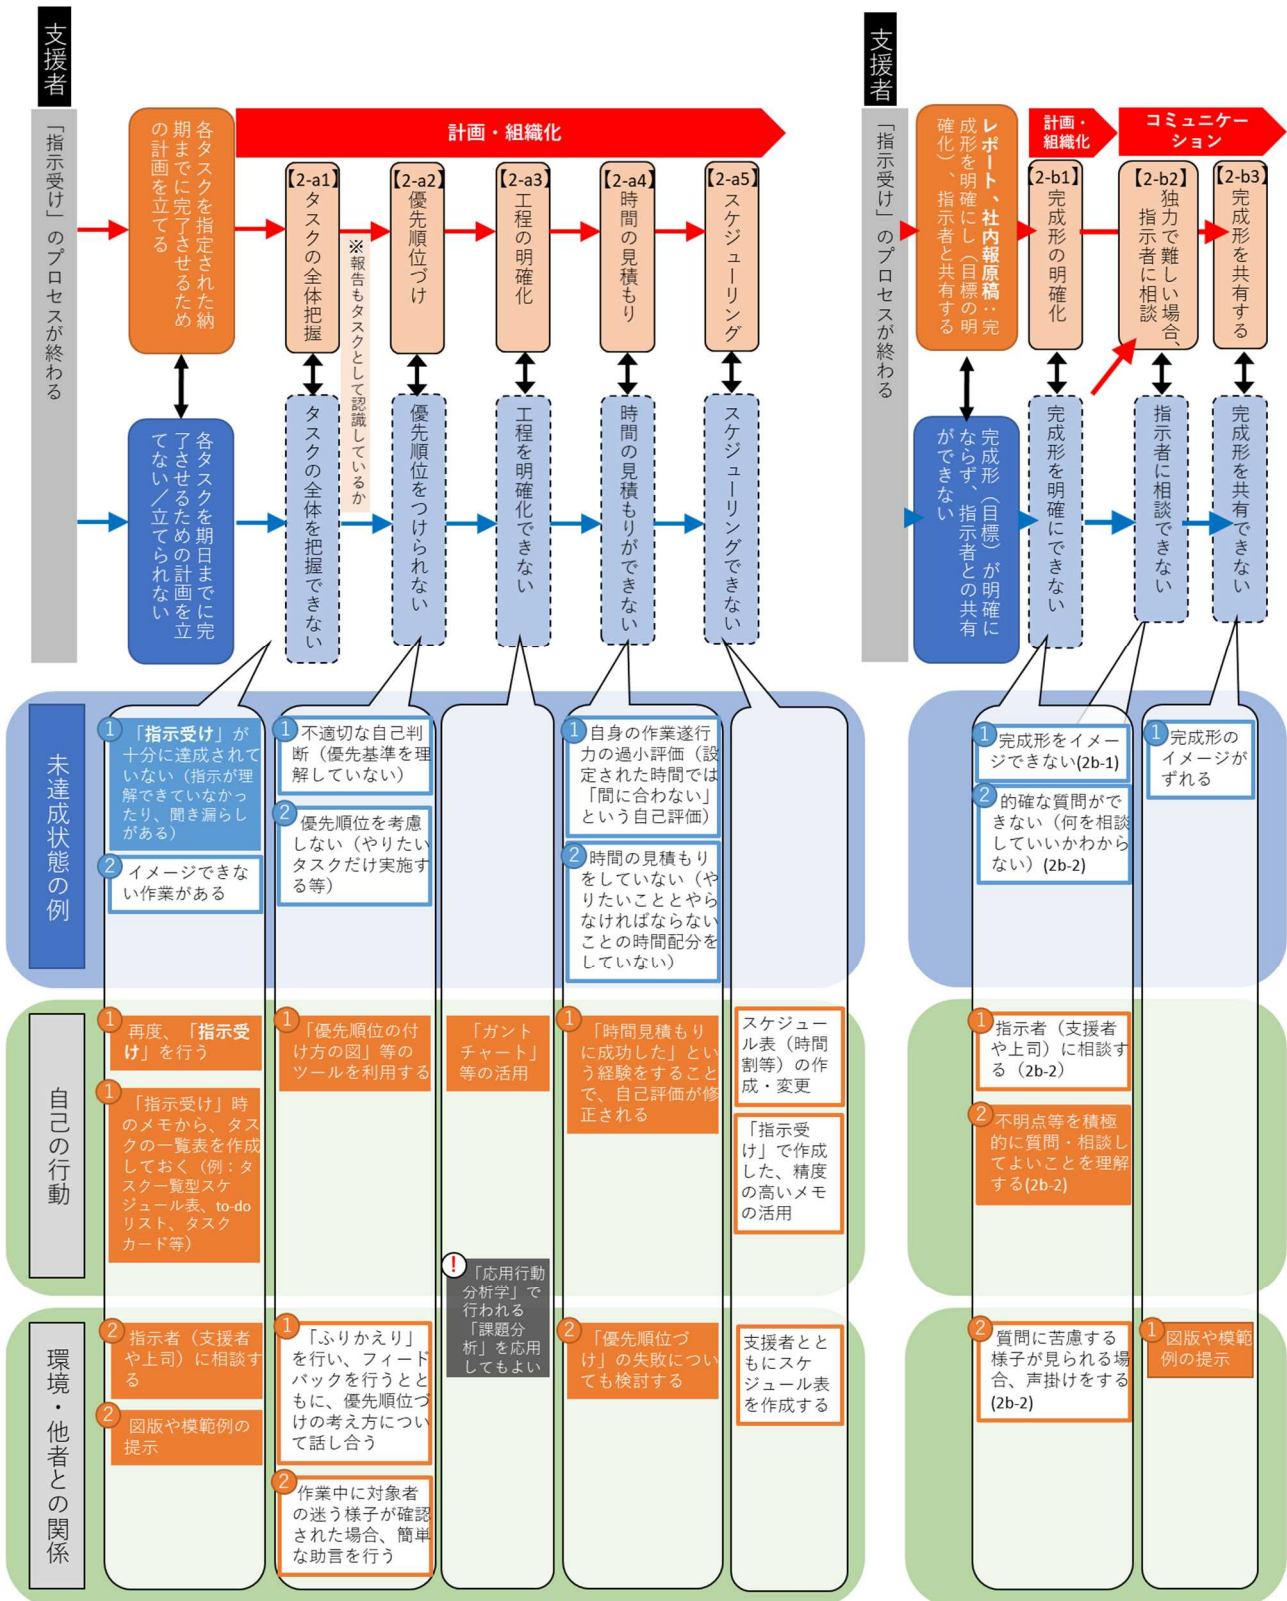 支援者
「指示受け」のプロセスが終わる
各タスクを指定された納
期までに完了させるため
の計画を立てる
計画・組織化
【2-a1】
タスクの全体把握
※報告もタスクとして認識しているか
【2-a2】
優先順位づけ
【2-a3】
工程の明確化
【2-a4】
時間の見積もり
【2-a5】
スケジューリング
各タスクを期日までに完
了させるための計画を立
てない／立てられない
タスクの全体を把握できない
優先順位をつけられない
工程を明確化できない
時間の見積もりができない
スケジューリングできない
支援者
「指示受け」のプロセスが終わる
レポート、社内報原稿：完
成形を明確にし（目標の明
確化）、指示者と共有する
計画・
組織化
コミュニケー
ション
【2-b1】
完成形の明確化
【2-b2】
独力で難しい場合、
指示者に相談
【2-b3】
完成形を共有する
完成形（目標）が明確に
ならず、指示者との共有
ができない
完成形を明確にできない
指示者に相談できない
完成形を共有できない
未達成状態の例
1 「指示受け」が
十分に達成されて
いない（指示が理
解できていなかっ
たり、聞き漏らし
がある）
2 イメージできな
い作業がある
1 不適切な自己判
断（優先基準を理
解していない）
2 優先順位を考慮
しない（やりたい
タスクだけ実施す
る等）
1 自身の作業遂行
力の過小評価（設
定された時間では
「間に合わない」
という自己評価）
2 時間の見積もり
をしていない（や
りたいこととやら
なければならない
ことの時間配分を
していない）
1 完成形をイメー
ジできない(2b-1)
2 的確な質問がで
きない（何を相談
していいかわから
ない）(2b-2)
1 完成形の
イメージが
ずれる
自己の行動
1 再度、「指示受
け」を行う
1 「指示受け」時
のメモから、タス
クの一覧表を作成
しておく（例：タ
スク一覧型スケ
ジュール表、to-do
リスト、タスク
カード等）
1 「優先順位の付
け方の図」等の
ツールを利用する
「ガント
チャート」
等の活用
1 「時間見積もり
に成功した」とい
う経験をすること
で、自己評価が修
正される
スケジュー
ル表（時間
割等）の作
成・変更
「指示受
け」で作成
した、精度
の高いメモ
の活用
1 指示者（支援者
や上司）に相談す
る（2b-2）
2 不明点等を積極
的に質問・相談し
てよいことを理解
する(2b-2)
! 「応用行動
分析学」で
行われる
「課題分
析」を応用
してもよい
環境・他者との関係
2 指示者（支援者
や上司）に相談す
る
2 図版や模範例の
提示
1 「ふりかえり」
を行い、フィード
バックを行うとと
もに、優先順位づ
けの考え方につい
て話し合う
2 作業中に対象者
の迷う様子が確認
された場合、簡単
な助言を行う
2 「優先順位づ
け」の失敗につい
ても検討する
支援者とと
もにスケ
ジュール表
を作成する
2 質問に苦慮する
様子が見られる場
合、声掛けをする
(2b-2)
1 図版や模範
例の提示